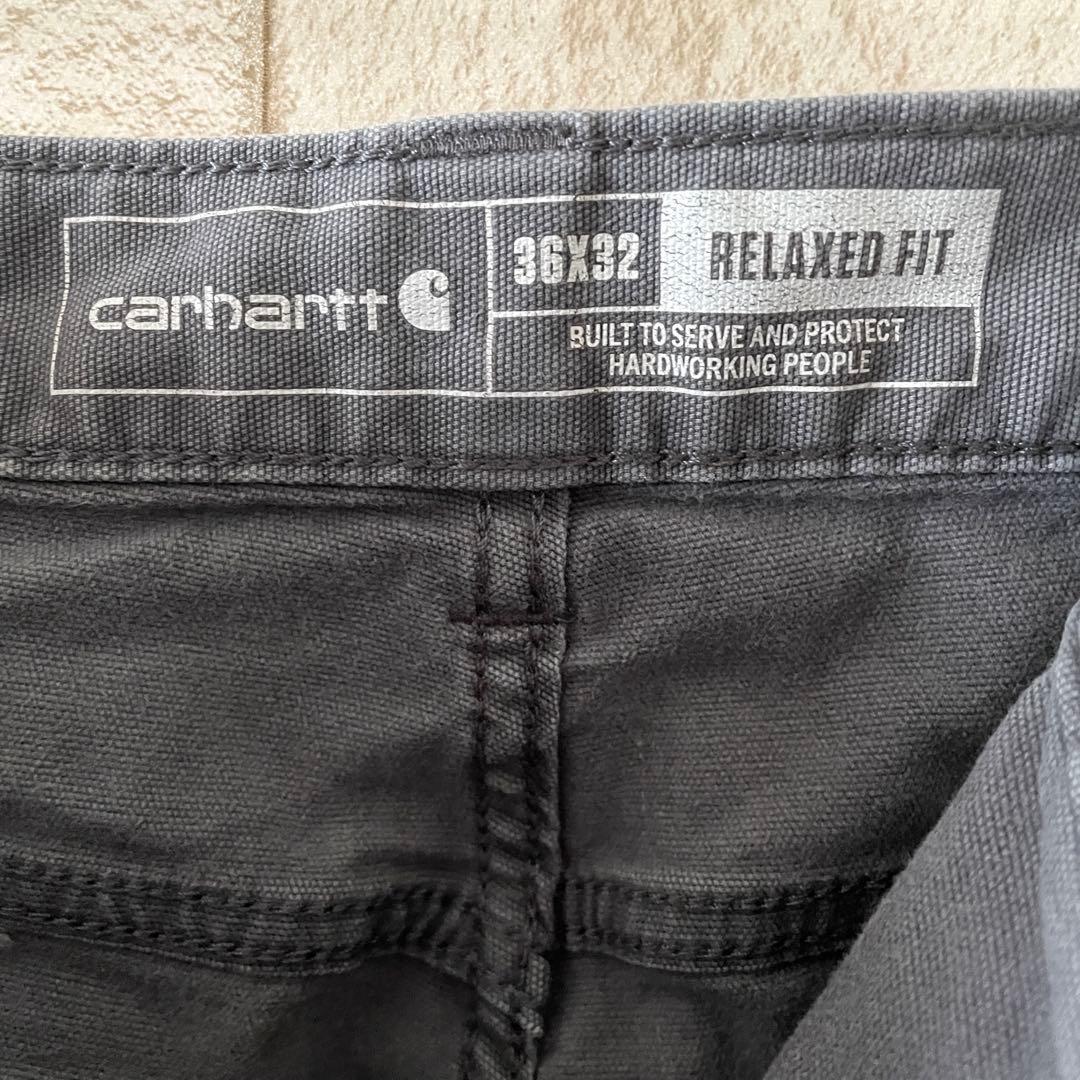 carhartt
36X32
RELAXED FIT
BUILT TO SERVE AND PROTECT
HARDWORKING PEOPLE